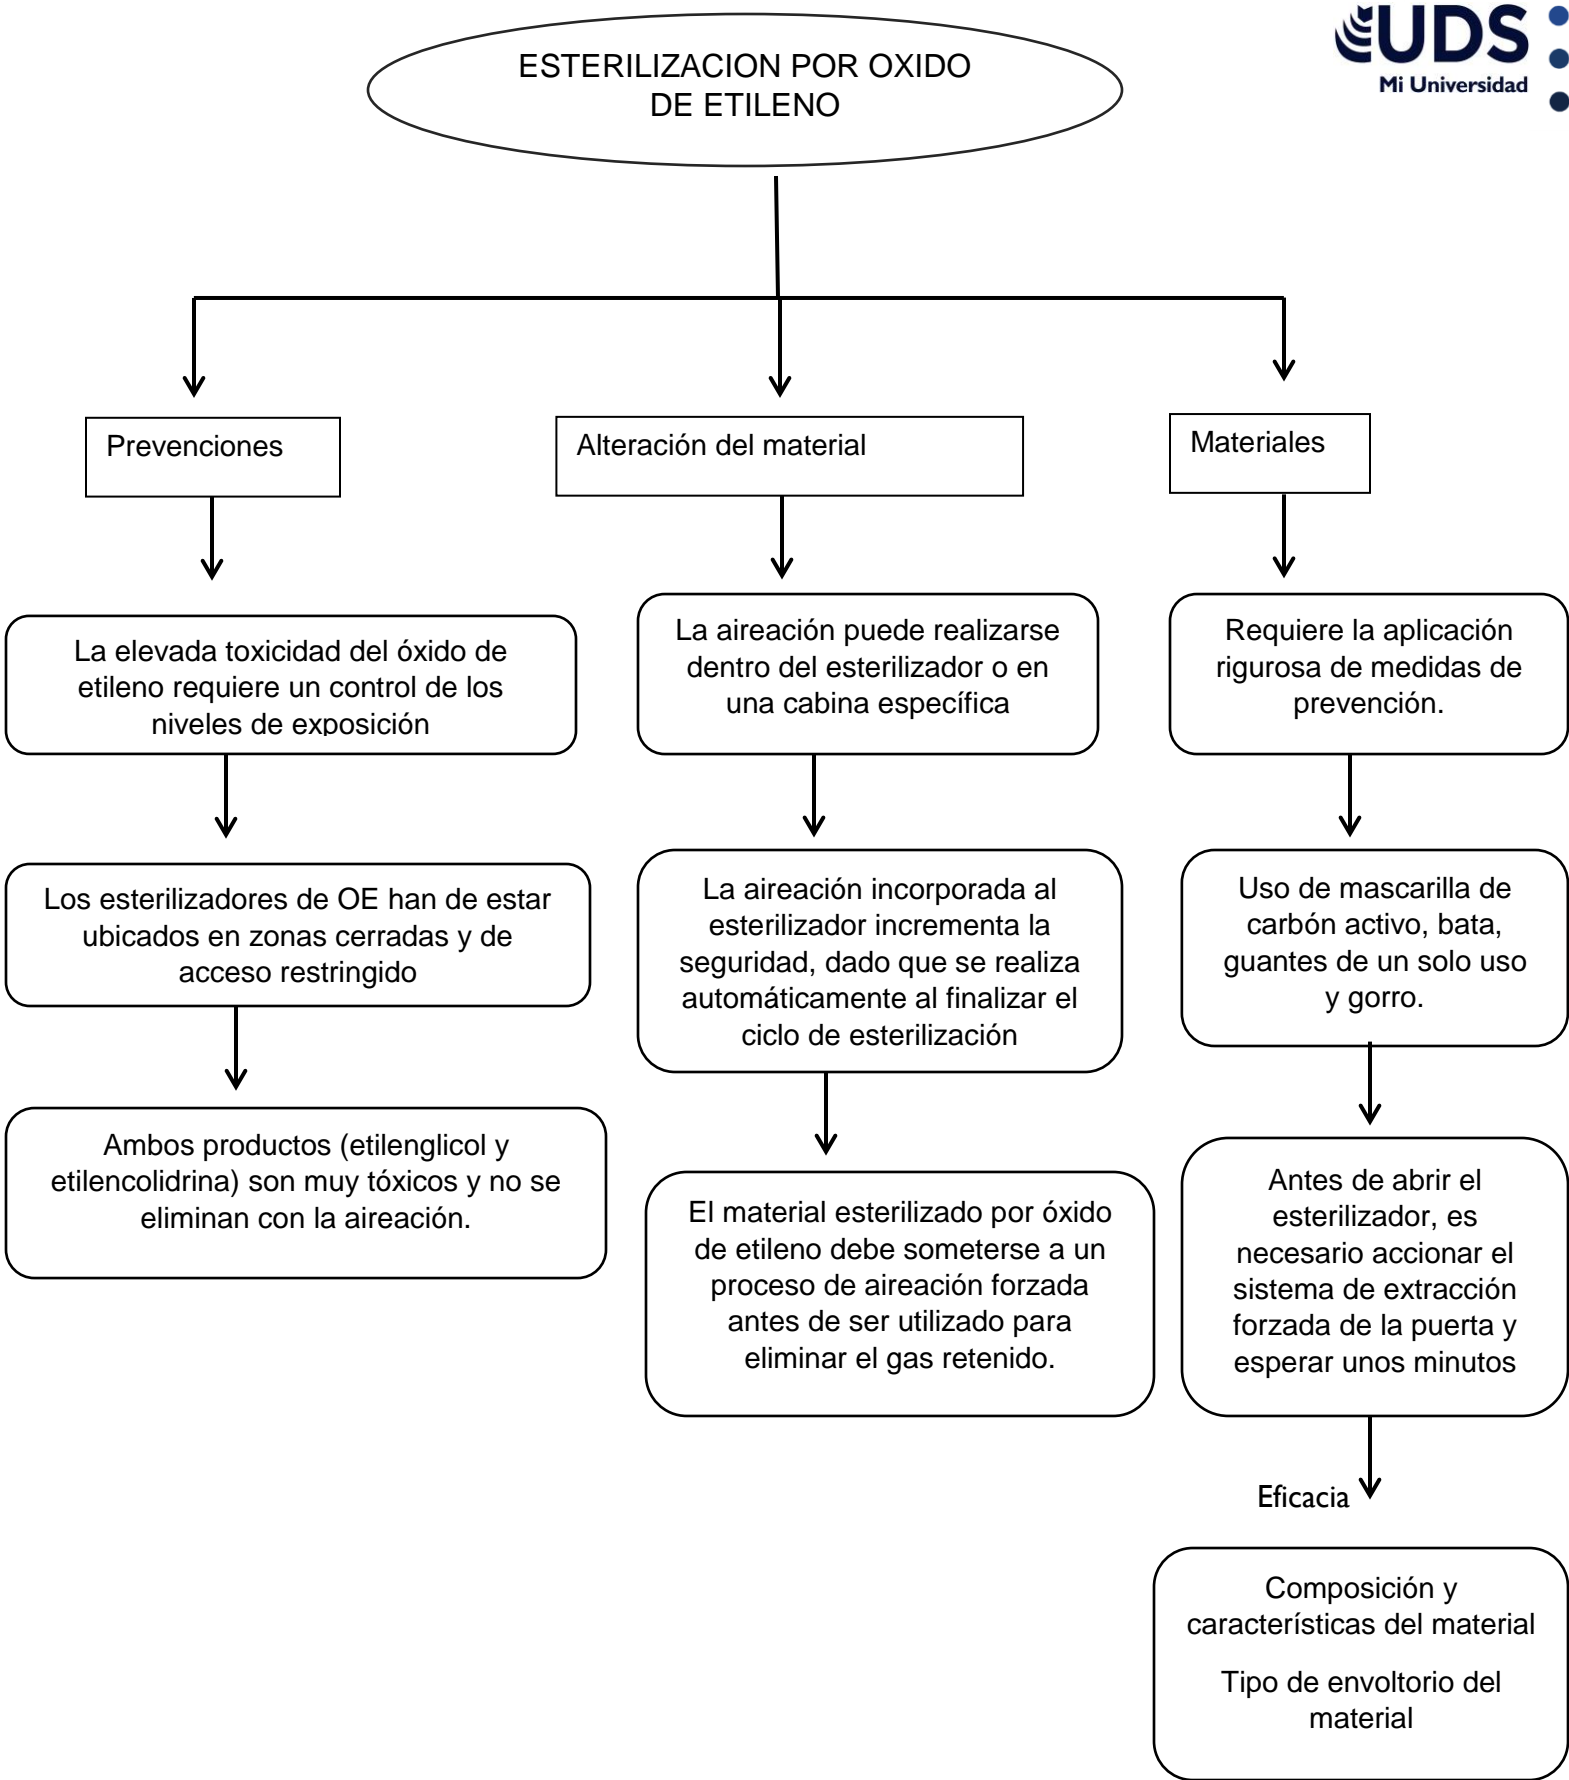 UDS
Mi Universidad
ESTERILIZACION POR OXIDO
DE ETILENO
Prevenciones
La elevada toxicidad del óxido de
etileno requiere un control de los
niveles de exposición
Los esterilizadores de OE han de estar
ubicados en zonas cerradas y de
acceso restringido
Ambos productos (etilenglicol y
etilencolidrina) son muy tóxicos y no se
eliminan con la aireación.
Alteración del material
La aireación puede realizarse
dentro del esterilizador o en
una cabina específica
La aireación incorporada al
esterilizador incrementa la
seguridad, dado que se realiza
automáticamente al finalizar el
ciclo de esterilización
El material esterilizado por óxido
de etileno debe someterse a un
proceso de aireación forzada
antes de ser utilizado para
eliminar el gas retenido.
Materiales
Requiere la aplicación
rigurosa de medidas de
prevención.
Uso de mascarilla de
carbón activo, bata,
guantes de un solo uso
y gorro.
Antes de abrir el
esterilizador, es
necesario accionar el
sistema de extracción
forzada de la puerta y
esperar unos minutos
Eficacia
Composición y
características del material
Tipo de envoltorio del
material